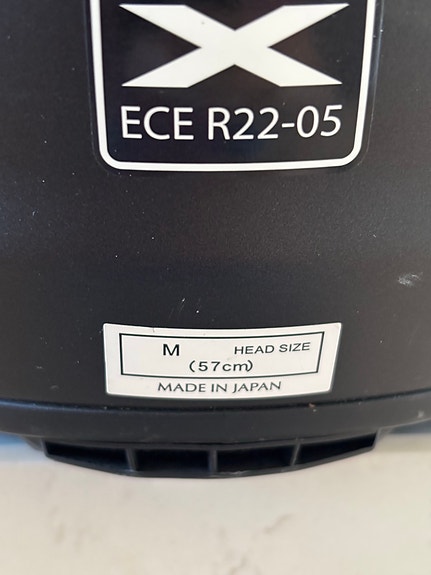 X
ECE R22-05
M HEAD SIZE
(57cm)
MADE IN JAPAN